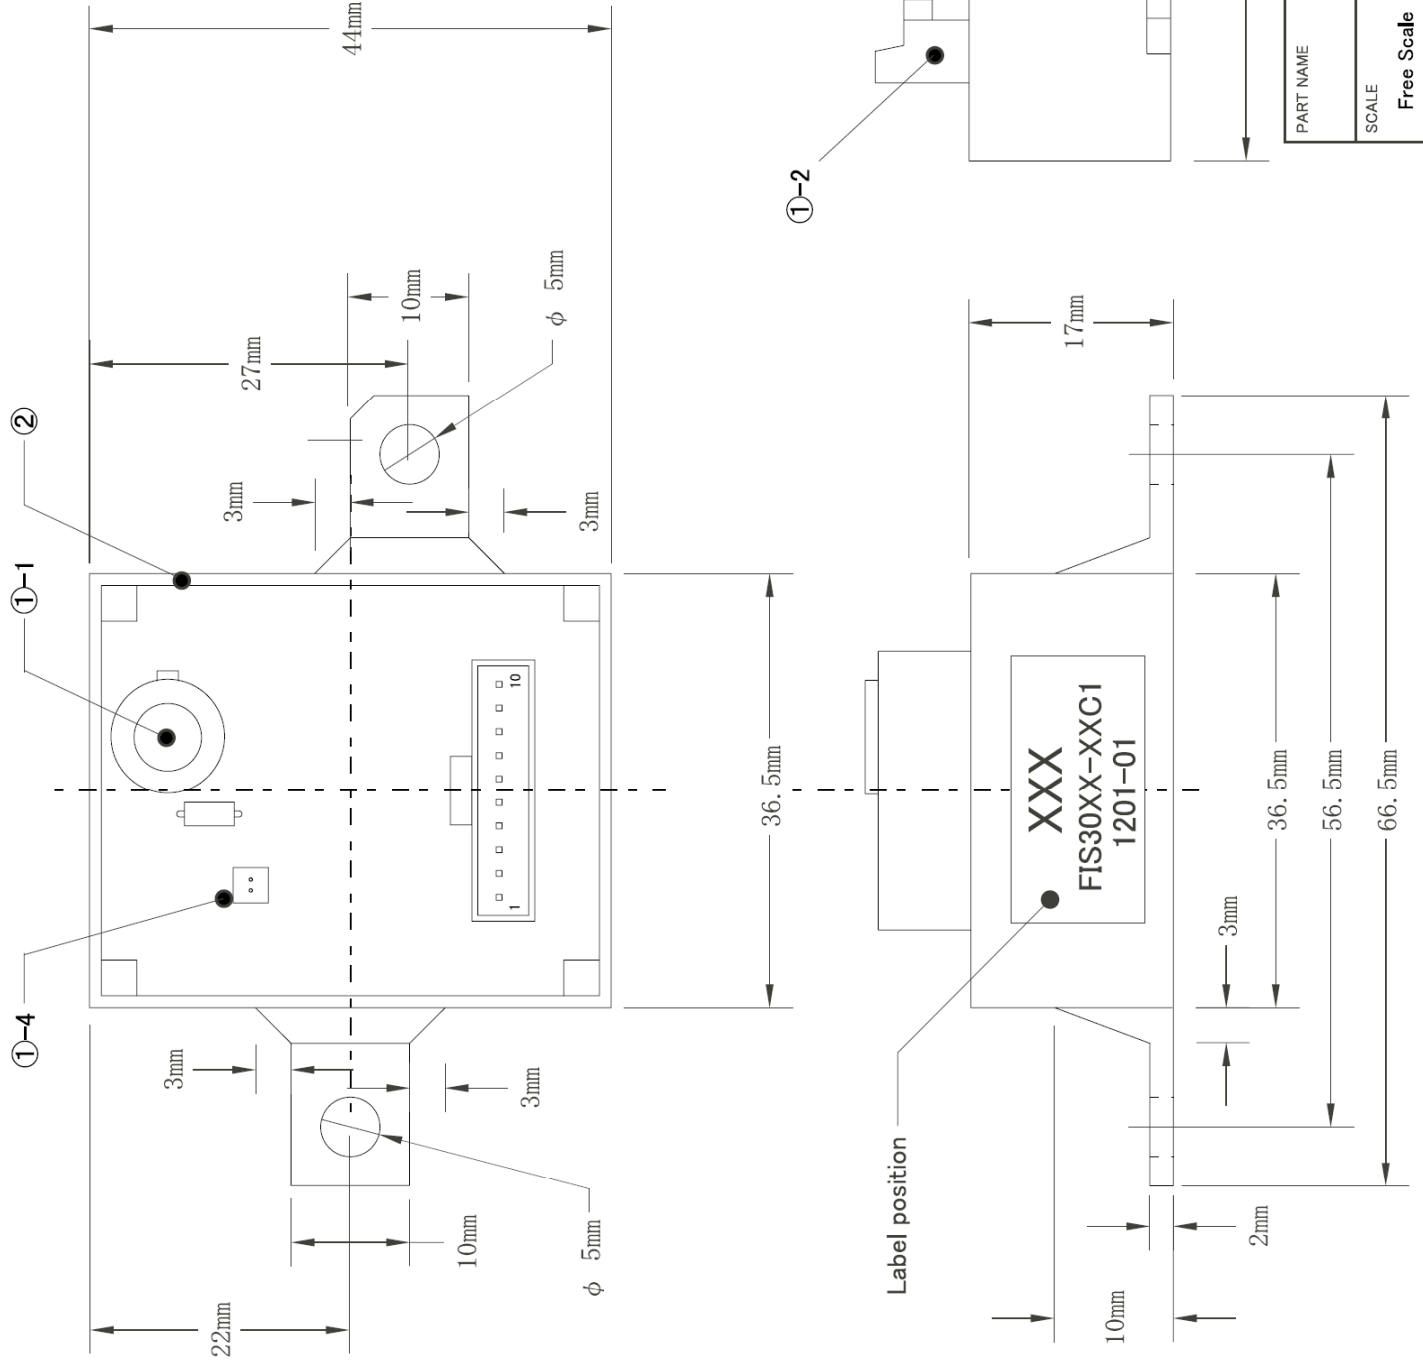 44mm
①-2
PART NAME
SCALE
Free Scale
27mm
10mm
φ 5mm
17mm
②
①-1
3mm
3mm
10
1
36. 5mm
XXX
FIS30XX-XXC1
1201-01
36. 5mm
56. 5mm
66. 5mm
①-4
3mm
3mm
3mm
Label position
22mm
10mm
φ 5mm
10mm
2mm